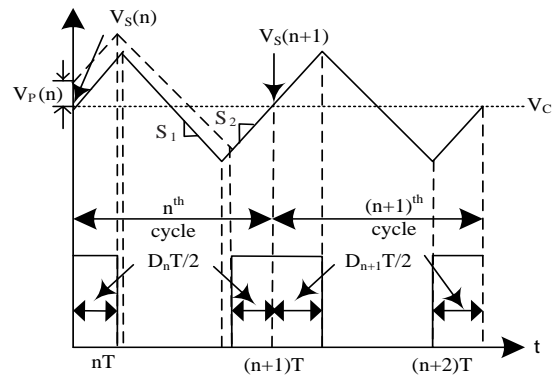 V_S(n)
V_S(n+1)
V_P(n)
V_C
S_1
S_2
n^th
cycle
(n+1)^th
cycle
D_nT/2
D_{n+1}T/2
nT
(n+1)T
(n+2)T
t